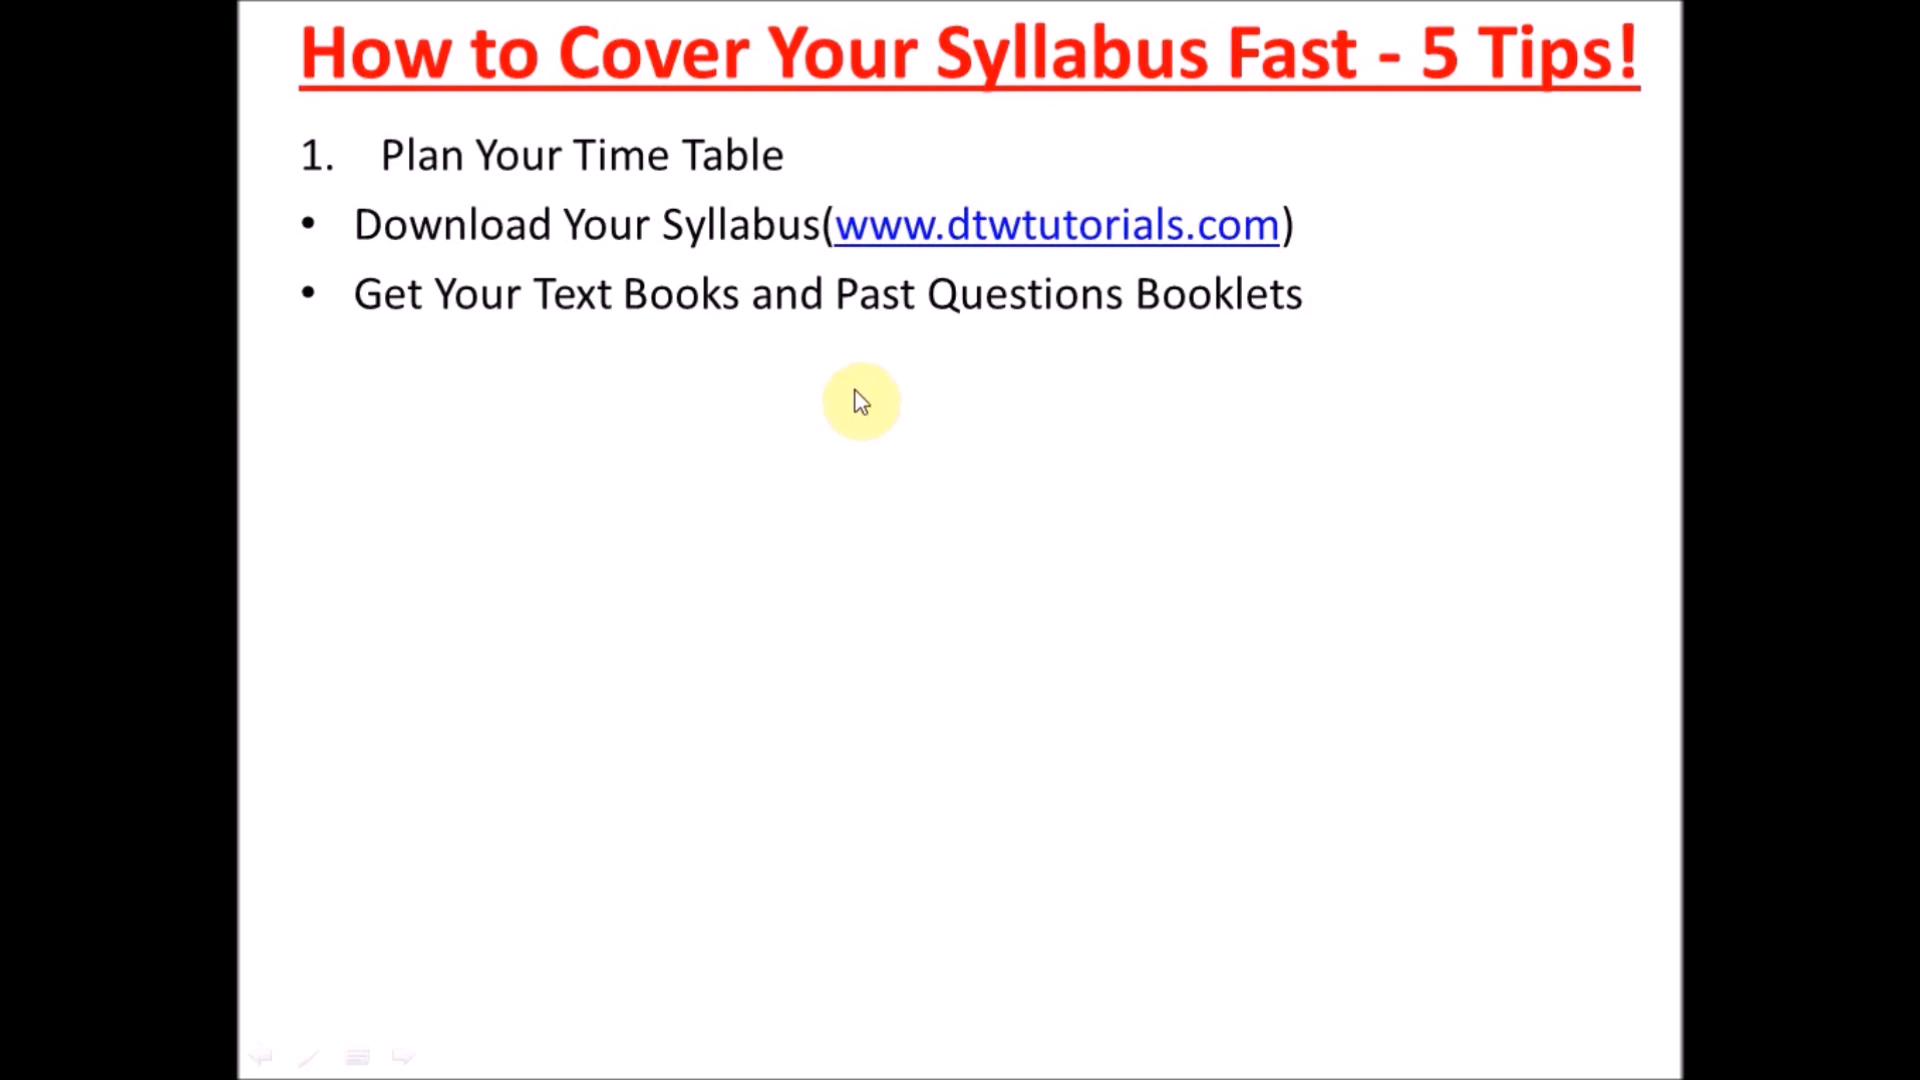 How to Cover Your Syllabus Fast - 5 Tips!
1. Plan Your Time Table
• Download Your Syllabus(www.dtwtutorials.com)
• Get Your Text Books and Past Questions Booklets